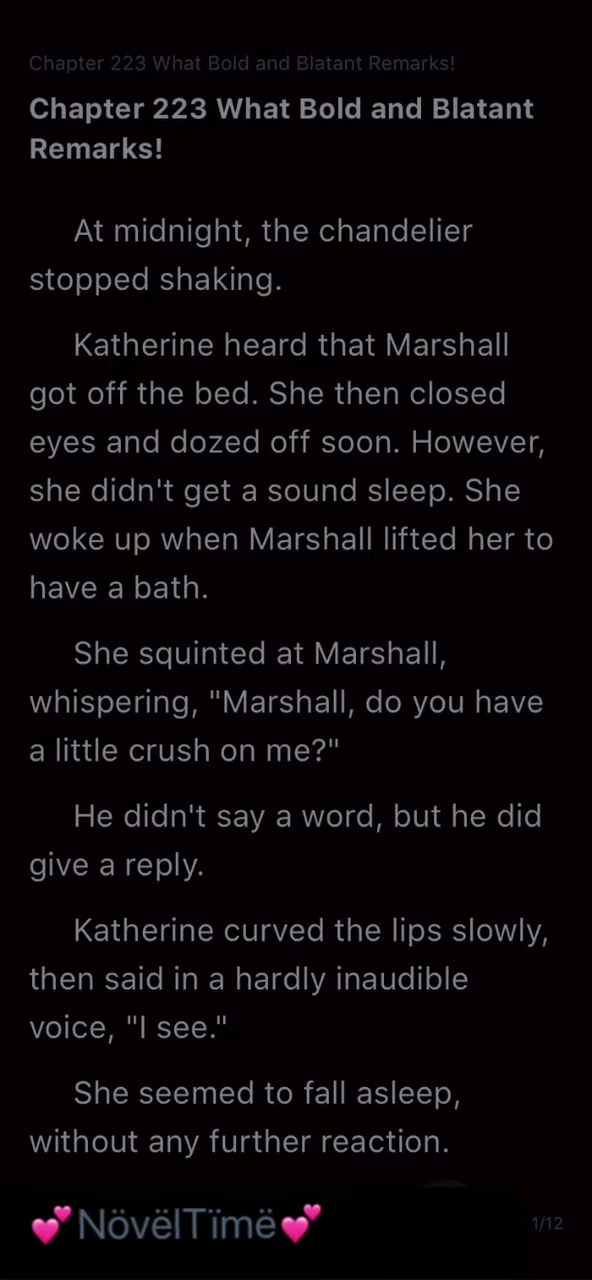 Chapter 223 What Bold and Blatant Remarks!
Chapter 223 What Bold and Blatant
Remarks!
At midnight, the chandelier
stopped shaking.
Katherine heard that Marshall
got off the bed. She then closed
eyes and dozed off soon. However,
she didn't get a sound sleep. She
woke up when Marshall lifted her to
have a bath.
She squinted at Marshall,
whispering, "Marshall, do you have
a little crush on me?"
He didn't say a word, but he did
give a reply.
Katherine curved the lips slowly,
then said in a hardly inaudible
voice, "I see."
She seemed to fall asleep,
without any further reaction.
💕NövëlTïmë💕
1/12